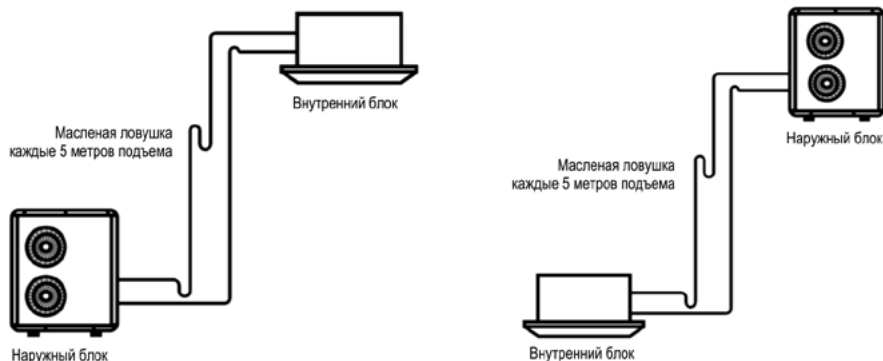 Внутренний блок
Масленая ловушка
каждые 5 метров подъема
Наружный блок
Наружный блок
Масленая ловушка
каждые 5 метров подъема
Внутренний блок